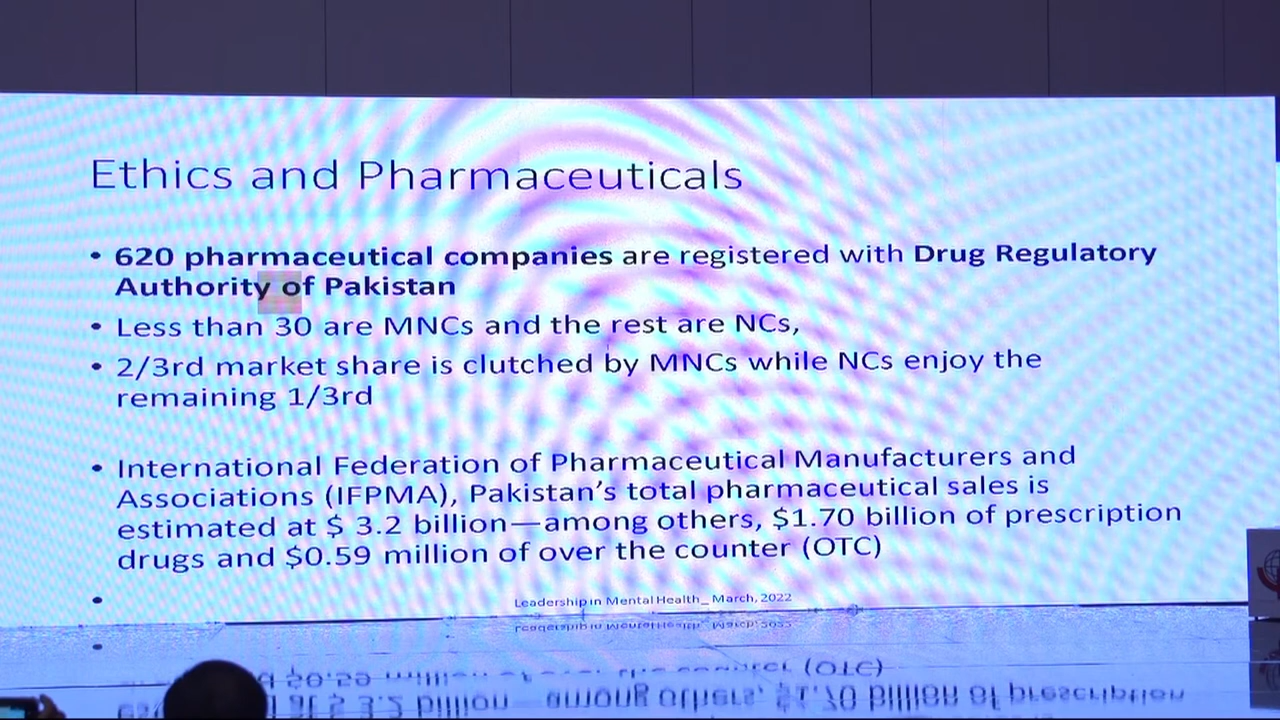 Ethics and Pharmaceuticals
• 620 pharmaceutical companies are registered with Drug Regulatory
Authority of Pakistan
• Less than 30 are MNCs and the rest are NCs,
• 2/3rd market share is clutched by MNCs while NCs enjoy the
remaining 1/3rd
• International Federation of Pharmaceutical Manufacturers and
Associations (IFPMA), Pakistan’s total pharmaceutical sales is
estimated at $ 3.2 billion—among others, $1.70 billion of prescription
drugs and $0.59 million of over the counter (OTC)
•
Leadership in Mental Health_ March, 2022